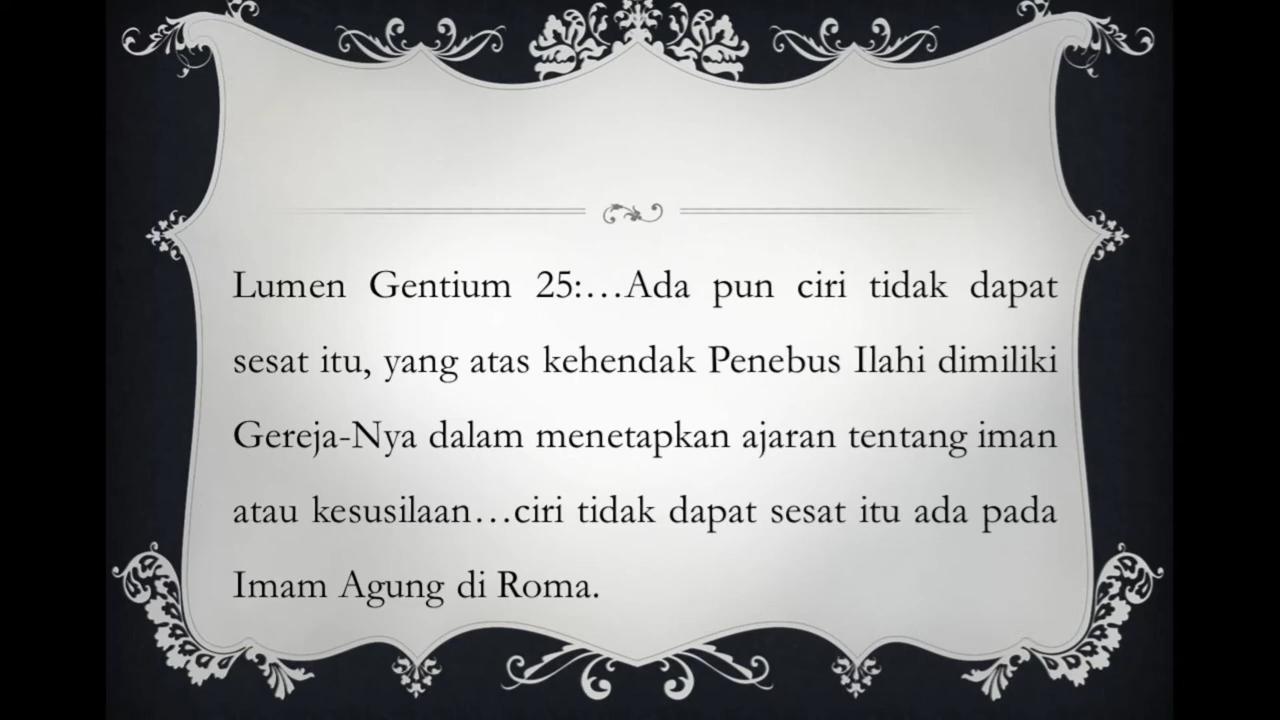 Lumen Gentium 25:…Ada pun ciri tidak dapat
sesat itu, yang atas kehendak Penebus Ilahi dimiliki
Gereja-Nya dalam menetapkan ajaran tentang iman
atau kesusilaan…ciri tidak dapat sesat itu ada pada
Imam Agung di Roma.